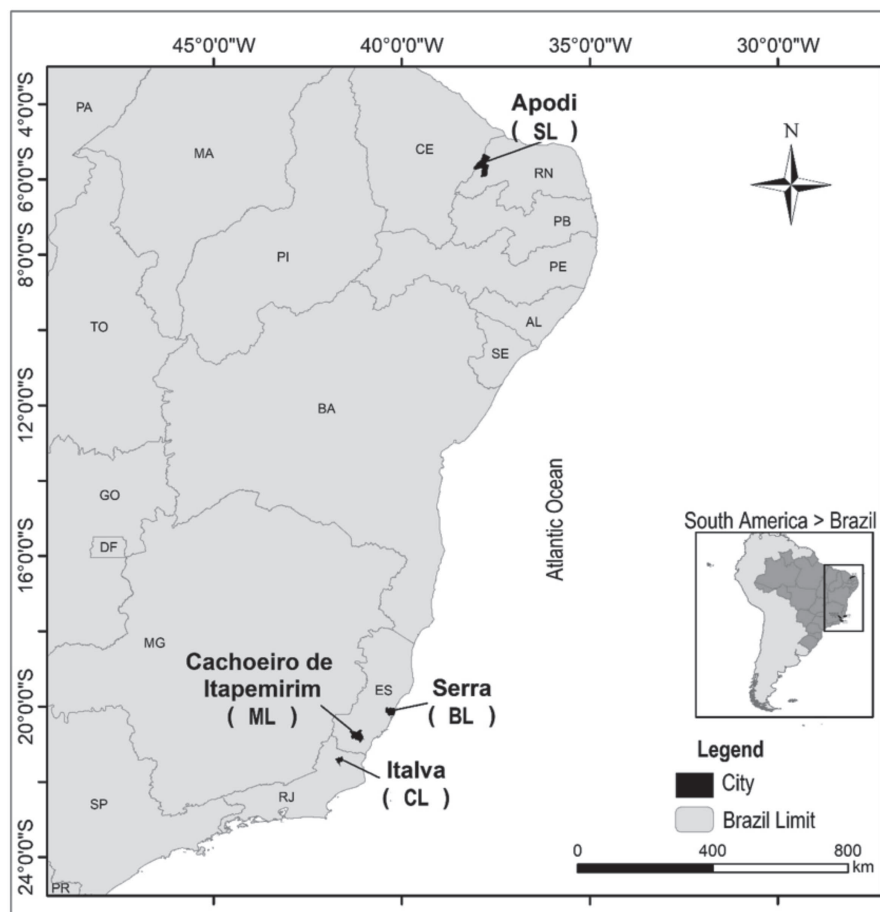 45°0'0"W 40°0'0"W 35°0'0"W 30°0'0"W
4°0'0"S
6°0'0"S
8°0'0"S
12°0'0"S
16°0'0"S
20°0'0"S
24°0'0"S
PA
MA
CE
Apodi
( SL )
RN
PB
PE
PI
AL
SE
TO
BA
GO
DF
MG
ES
SP
RJ
PR
Cachoeiro de
Itapemirim
( ML )
Serra
( BL )
Italva
( CL )
Atlantic Ocean
N
South America > Brazil
Legend
City
Brazil Limit
0 400 800
km